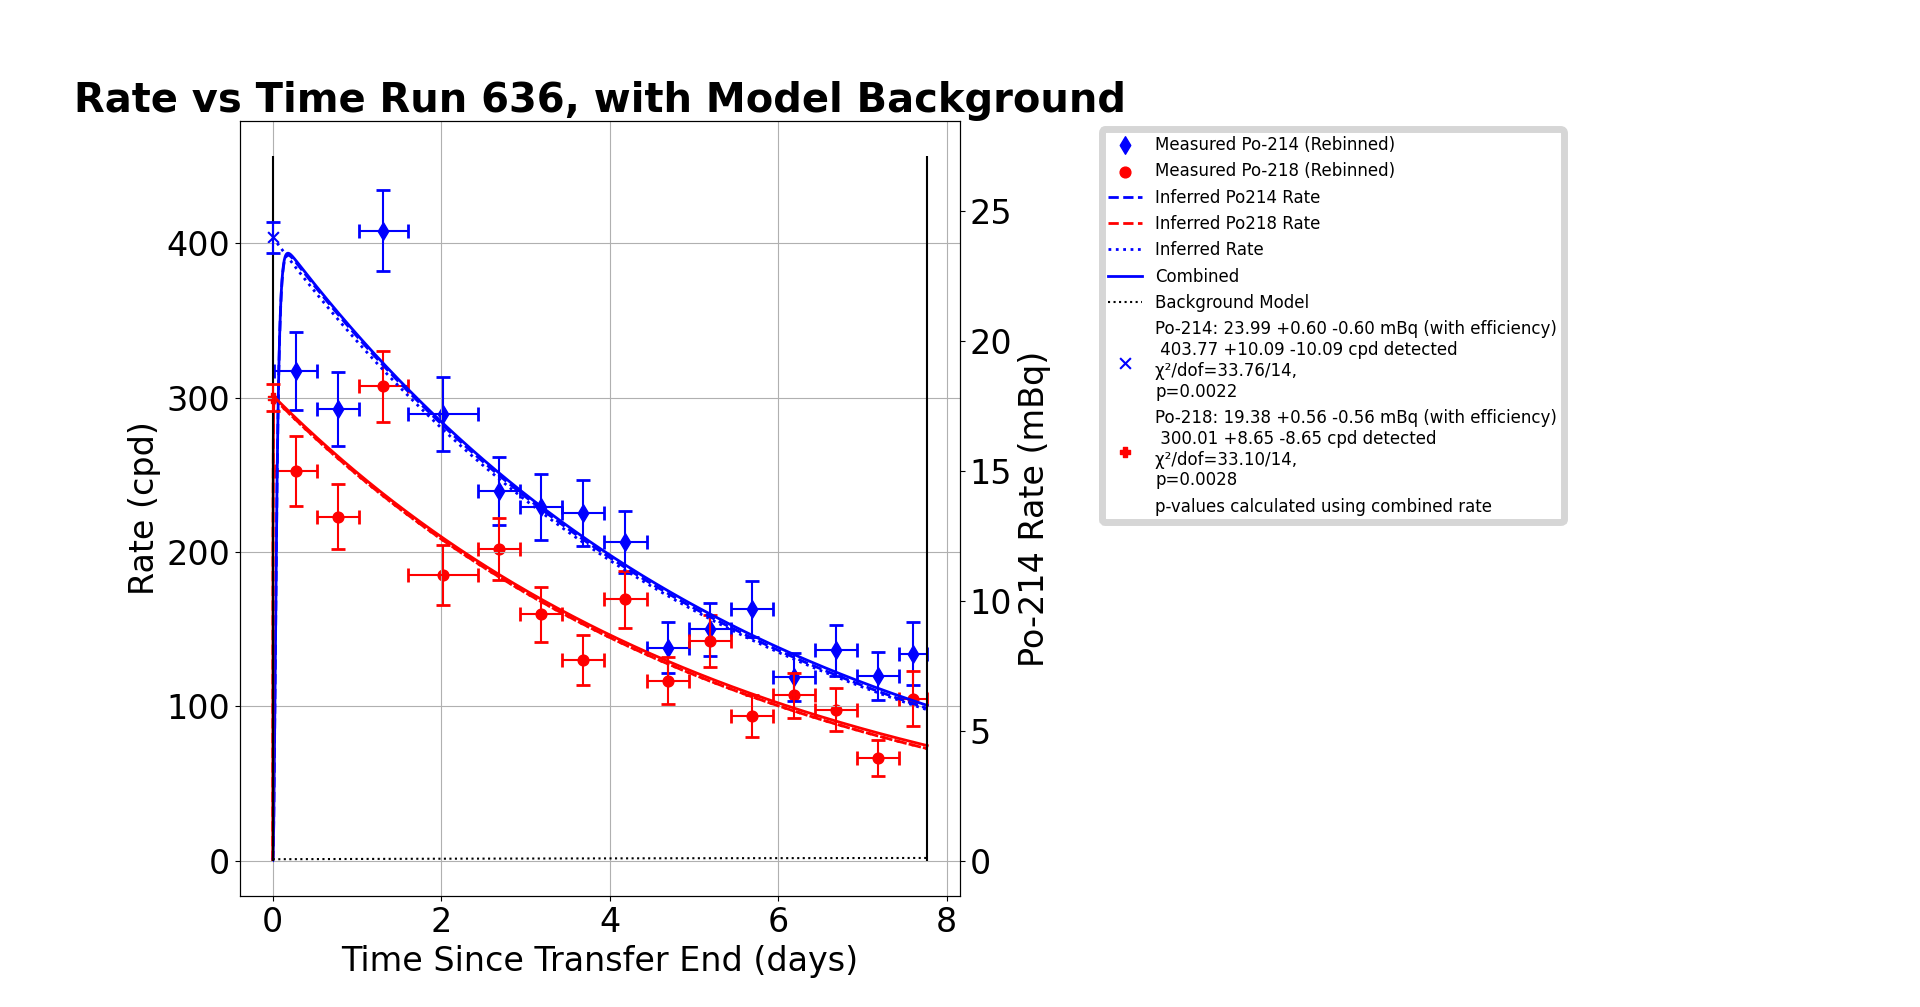 Rate vs Time Run 636, with Model Background
Rate (cpd)
400
300
200
100
0
0 2 4 6 8
Time Since Transfer End (days)
25
20
15
10
5
0
Po-214 Rate (mBq)
Measured Po-214 (Rebinned)
Measured Po-218 (Rebinned)
Inferred Po214 Rate
Inferred Po218 Rate
Inferred Rate
Combined
Background Model
Po-214: 23.99 +0.60 -0.60 mBq (with efficiency)
403.77 +10.09 -10.09 cpd detected
χ²/dof=33.76/14,
p=0.0022
Po-218: 19.38 +0.56 -0.56 mBq (with efficiency)
300.01 +8.65 -8.65 cpd detected
χ²/dof=33.10/14,
p=0.0028
p-values calculated using combined rate